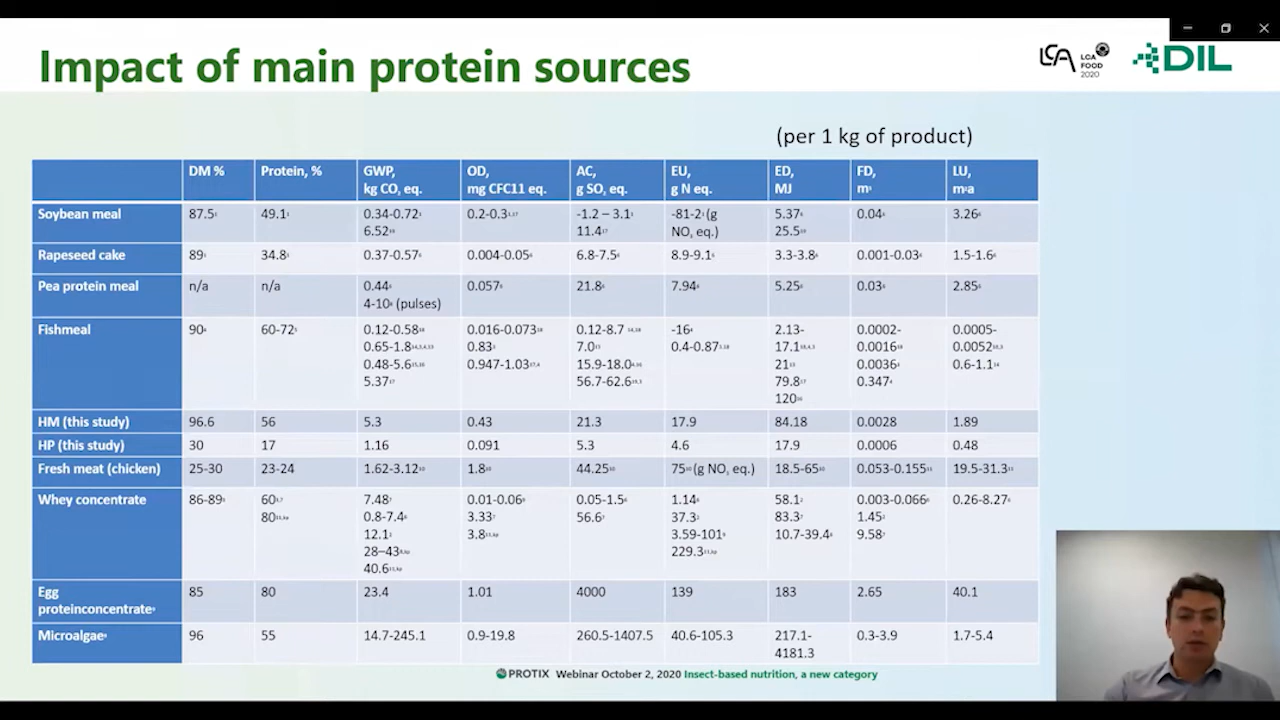 Impact of main protein sources
LCA
LCA
FOOD
2020
DIL
(per 1 kg of product)
DM % Protein, % GWP, OD, AC, EU, ED, FD, LU,
kg CO, eq. mg CFC11 eq. g SO, eq. g N eq. MJ m³ m²a
Soybean meal 87.5 49.1 0.34-0.72 0.2-0.3 -1.2 – 3.1 -81-2 (g 5.37 0.04 3.26
6.52 11.4 NO, eq.) 25.5
Rapeseed cake 89 34.8 0.37-0.57 0.004-0.05 6.8-7.5 8.9-9.1 3.3-3.8 0.001-0.03 1.5-1.6
Pea protein meal n/a n/a 0.44 0.057 21.8 7.94 5.25 0.03 2.85
4-10 (pulses)
Fishmeal 90 60-72 0.12-0.58 0.016-0.073 0.12-8.7 -16 2.13- 0.0002- 0.0005-
0.65-1.8 0.83 7.0 0.4-0.87 17.1 0.0016 0.0052
0.48-5.6 0.947-1.03 15.9-18.0 21 0.0036 0.6-1.1
5.37 56.7-62.6 79.8 0.347
120
HM (this study) 96.6 56 5.3 0.43 21.3 17.9 84.18 0.0028 1.89
HP (this study) 30 17 1.16 0.091 5.3 4.6 17.9 0.0006 0.48
Fresh meat (chicken) 25-30 23-24 1.62-3.12 1.8 44.25 75 (g NO, eq.) 18.5-65 0.053-0.155 19.5-31.3
Whey concentrate 86-89 60 7.48 0.01-0.06 0.05-1.5 1.14 58.1 0.003-0.066 0.26-8.27
80 0.8-7.4 3.33 56.6 37.3 83.3 1.45
12.1 3.8 3.59-101 10.7-39.4 9.58
28–43 229.3
40.6
Egg 85 80 23.4 1.01 4000 139 183 2.65 40.1
proteinconcentrate
Microalgae 96 55 14.7-245.1 0.9-19.8 260.5-1407.5 40.6-105.3 217.1- 0.3-3.9 1.7-5.4
4181.3
PROTIX Webinar October 2, 2020 Insect-based nutrition, a new category